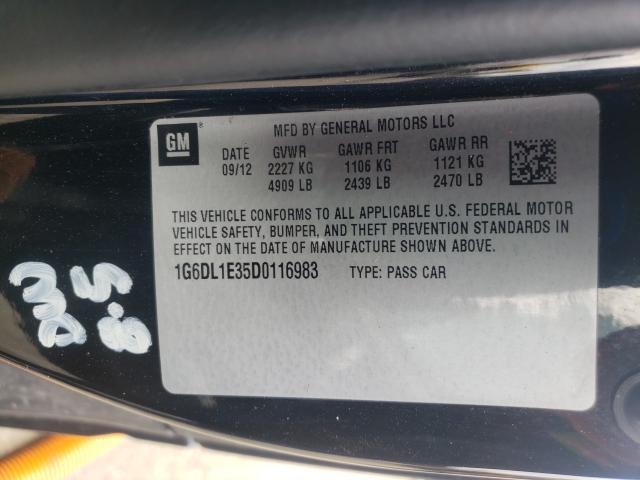 GM
MFD BY GENERAL MOTORS LLC
DATE GVWR GAWR FRT GAWR RR
09/12 2227 KG 1106 KG 1121 KG
4909 LB 2439 LB 2470 LB
THIS VEHICLE CONFORMS TO ALL APPLICABLE U.S. FEDERAL MOTOR
VEHICLE SAFETY, BUMPER, AND THEFT PREVENTION STANDARDS IN
EFFECT ON THE DATE OF MANUFACTURE SHOWN ABOVE.
1G6DL1E35D0116983 TYPE: PASS CAR